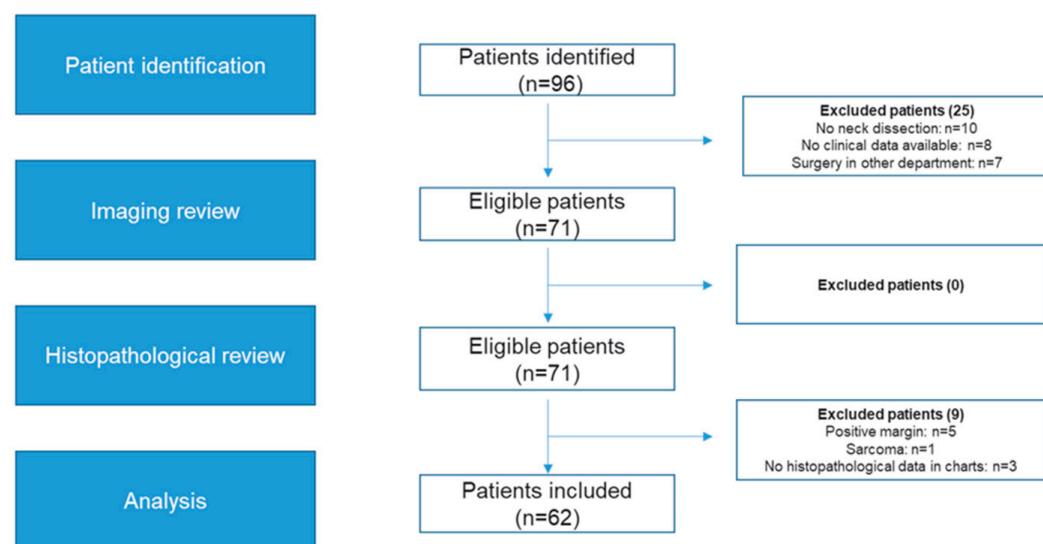 Patient identification
Patients identified
(n=96)
Excluded patients (25)
No neck dissection: n=10
No clinical data available: n=8
Surgery in other department: n=7
Imaging review
Eligible patients
(n=71)
Excluded patients (0)
Histopathological review
Eligible patients
(n=71)
Excluded patients (9)
Positive margin: n=5
Sarcoma: n=1
No histopathological data in charts: n=3
Analysis
Patients included
(n=62)